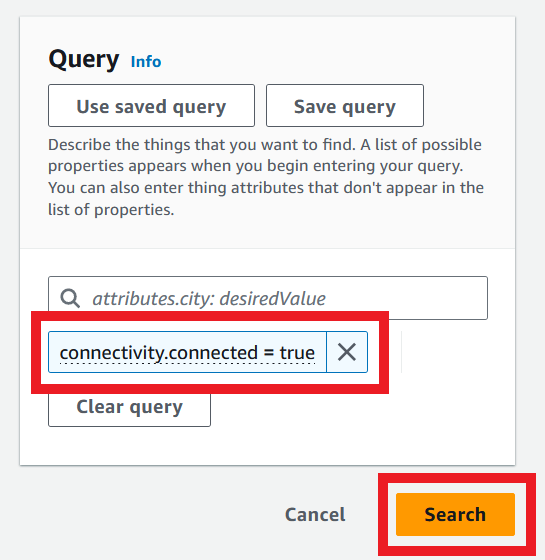 Query Info
Use saved query Save query
Describe the things that you want to find. A list of possible
properties appears when you begin entering your query.
You can also enter thing attributes that don't appear in the
list of properties.
attributes.city: desiredValue
connectivity.connected = true
Clear query
Cancel Search